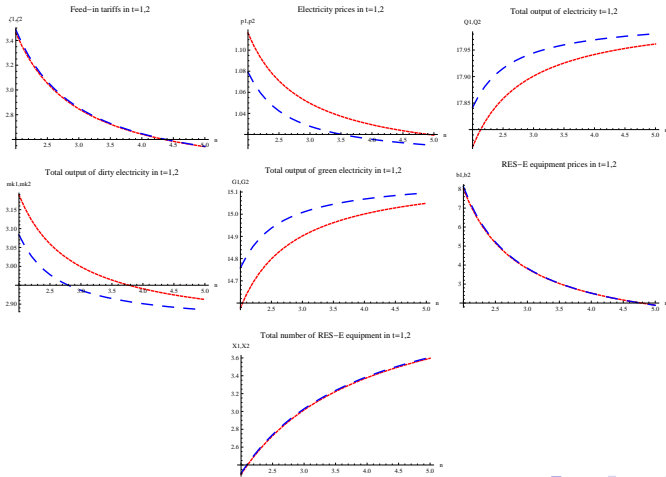 Feed-in tariffs in t=1,2
ζ1,ζ2
3.4
3.2
3.0
2.8
2.5 3.0 3.5 4.0 4.5 5.0 n
Electricity prices in t=1,2
p1,p2
1.10
1.08
1.06
1.04
2.5 3.0 3.5 4.0 4.5 5.0 n
Total output of electricity t=1,2
Q1,Q2
17.95
17.90
17.85
2.5 3.0 3.5 4.0 4.5 5.0 n
Total output of dirty electricity t=1,2
mk1,mk2
3.15
3.10
3.05
3.00
2.90
2.5 3.0 3.5 4.0 4.5 5.0 n
Total output of green electricity in t=1,2
G1,G2
15.1
15.0
14.9
14.8
14.7
2.5 3.0 3.5 4.0 4.5 5.0 n
RES-E equipment prices in t=1,2
b1,b2
8
7
6
5
4
3
2.5 3.0 3.5 4.0 4.5 5.0 n
Total number of RES-E equipment in t=1,2
X1,X2
3.6
3.4
3.2
3.0
2.8
2.6
2.5 3.0 3.5 4.0 4.5 5.0 n